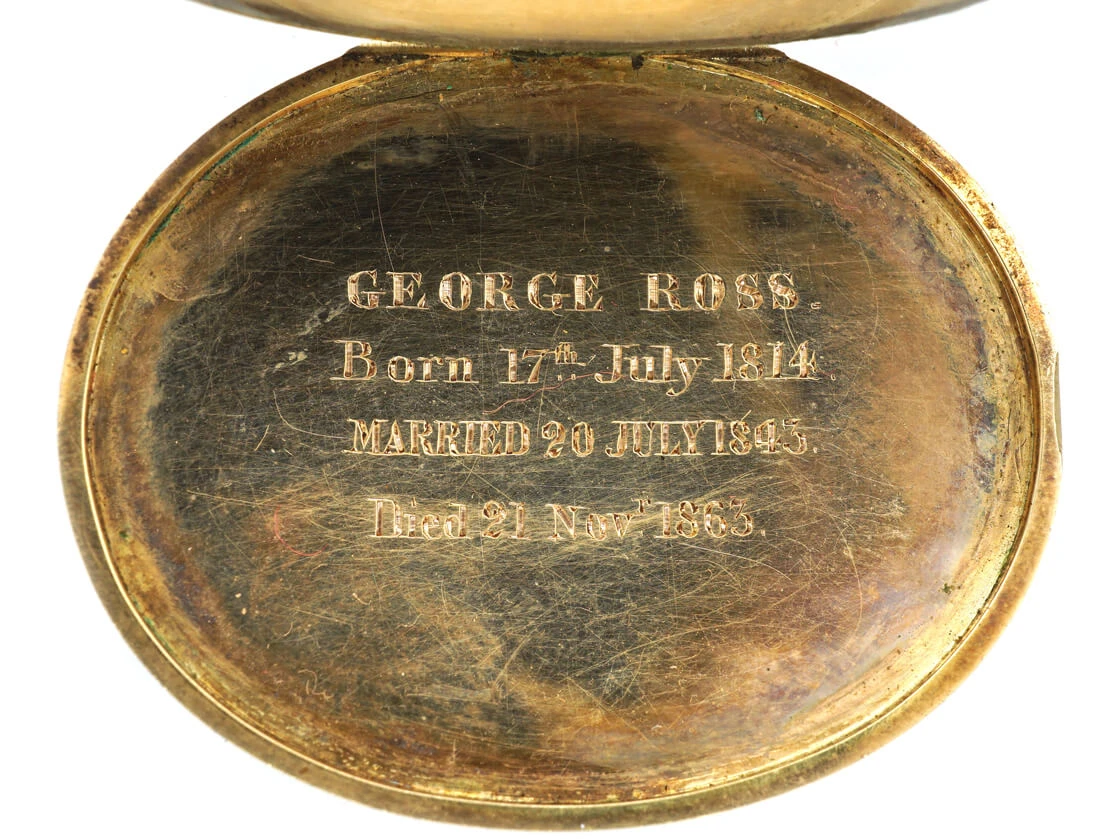 GEORGE ROSS.
Born 17th July 1814.
MARRIED 20 JULY 1843.
Died 21 Novr 1863.